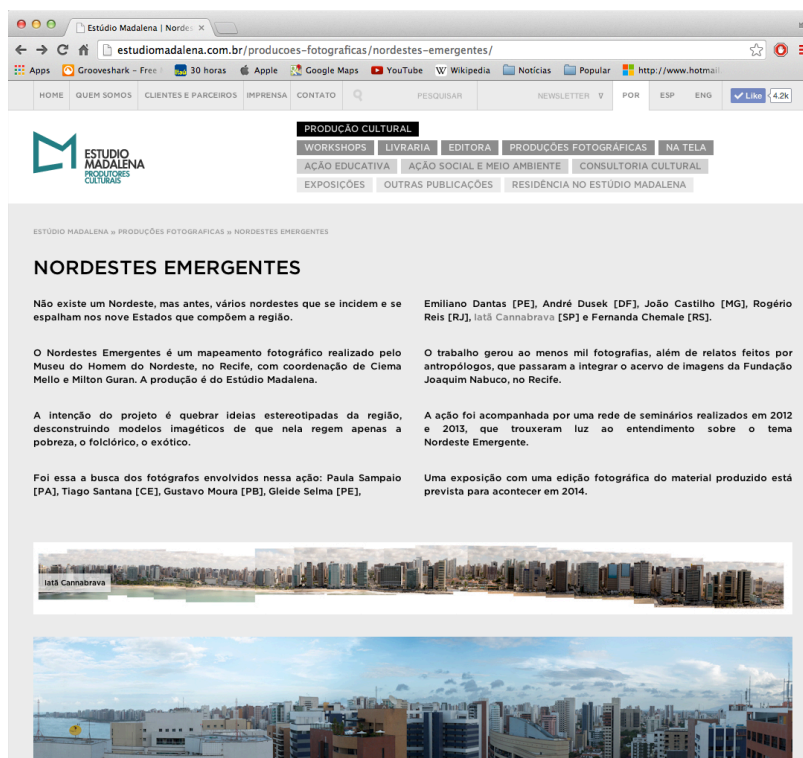 Estúdio Madalena | Nordes
estudiomadalena.com.br/producoes-fotograficas/nordestes-emergentes/
Apps Grooveshark – Free 30 horas Apple Google Maps YouTube Wikipedia Notícias Popular http://www.hotmail
HOME QUEM SOMOS CLIENTES E PARCEIROS IMPRENSA CONTATO PESQUISAR NEWSLETTER POR ESP ENG Like 4.2k
PRODUÇÃO CULTURAL
WORKSHOPS LIVRARIA EDITORA PRODUÇÕES FOTOGRÁFICAS NA TELA
AÇÃO EDUCATIVA AÇÃO SOCIAL E MEIO AMBIENTE CONSULTORIA CULTURAL
EXPOSIÇÕES OUTRAS PUBLICAÇÕES RESIDÊNCIA NO ESTÚDIO MADALENA
ESTUDIO
MADALENA
PRODUTORES
CULTURAIS
ESTÚDIO MADALENA » PRODUÇÕES FOTOGRAFICAS » NORDESTES EMERGENTES
NORDESTES EMERGENTES
Não existe um Nordeste, mas antes, vários nordestes que se incidem e se
espalham nos nove Estados que compõem a região.
O Nordestes Emergentes é um mapeamento fotográfico realizado pelo
Museu do Homem do Nordeste, no Recife, com coordenação de Ciema
Mello e Milton Guran. A produção é do Estúdio Madalena.
A intenção do projeto é quebrar ideias estereotipadas da região,
desconstruindo modelos imagéticos de que nela regem apenas a
pobreza, o folclórico, o exótico.
Foi essa a busca dos fotógrafos envolvidos nessa ação: Paula Sampaio
[PA], Tiago Santana [CE], Gustavo Moura [PB], Gleide Selma [PE],
Emiliano Dantas [PE], André Dusek [DF], João Castilho [MG], Rogério
Reis [RJ], Iatã Cannabrava [SP] e Fernanda Chemale [RS].
O trabalho gerou ao menos mil fotografias, além de relatos feitos por
antropólogos, que passaram a integrar o acervo de imagens da Fundação
Joaquim Nabuco, no Recife.
A ação foi acompanhada por uma rede de seminários realizados em 2012
e 2013, que trouxeram luz ao entendimento sobre o tema
Nordeste Emergente.
Uma exposição com uma edição fotográfica do material produzido está
prevista para acontecer em 2014.
Iatã Cannabrava